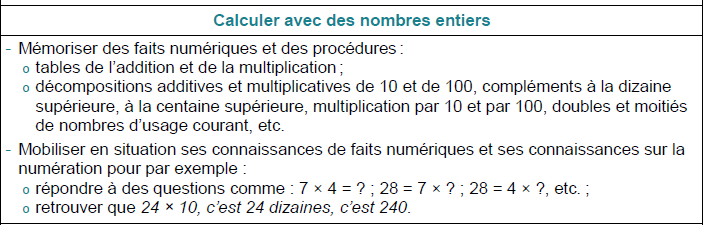 Calculer avec des nombres entiers
- Mémoriser des faits numériques et des procédures :
o tables de l’addition et de la multiplication ;
o décompositions additives et multiplicatives de 10 et de 100, compléments à la dizaine
supérieure, à la centaine supérieure, multiplication par 10 et par 100, doubles et moitiés
de nombres d’usage courant, etc.
- Mobiliser en situation ses connaissances de faits numériques et ses connaissances sur la
numération pour par exemple :
o répondre à des questions comme : 7 × 4 = ? ; 28 = 7 × ? ; 28 = 4 × ?, etc. ;
o retrouver que 24 × 10, c’est 24 dizaines, c’est 240.